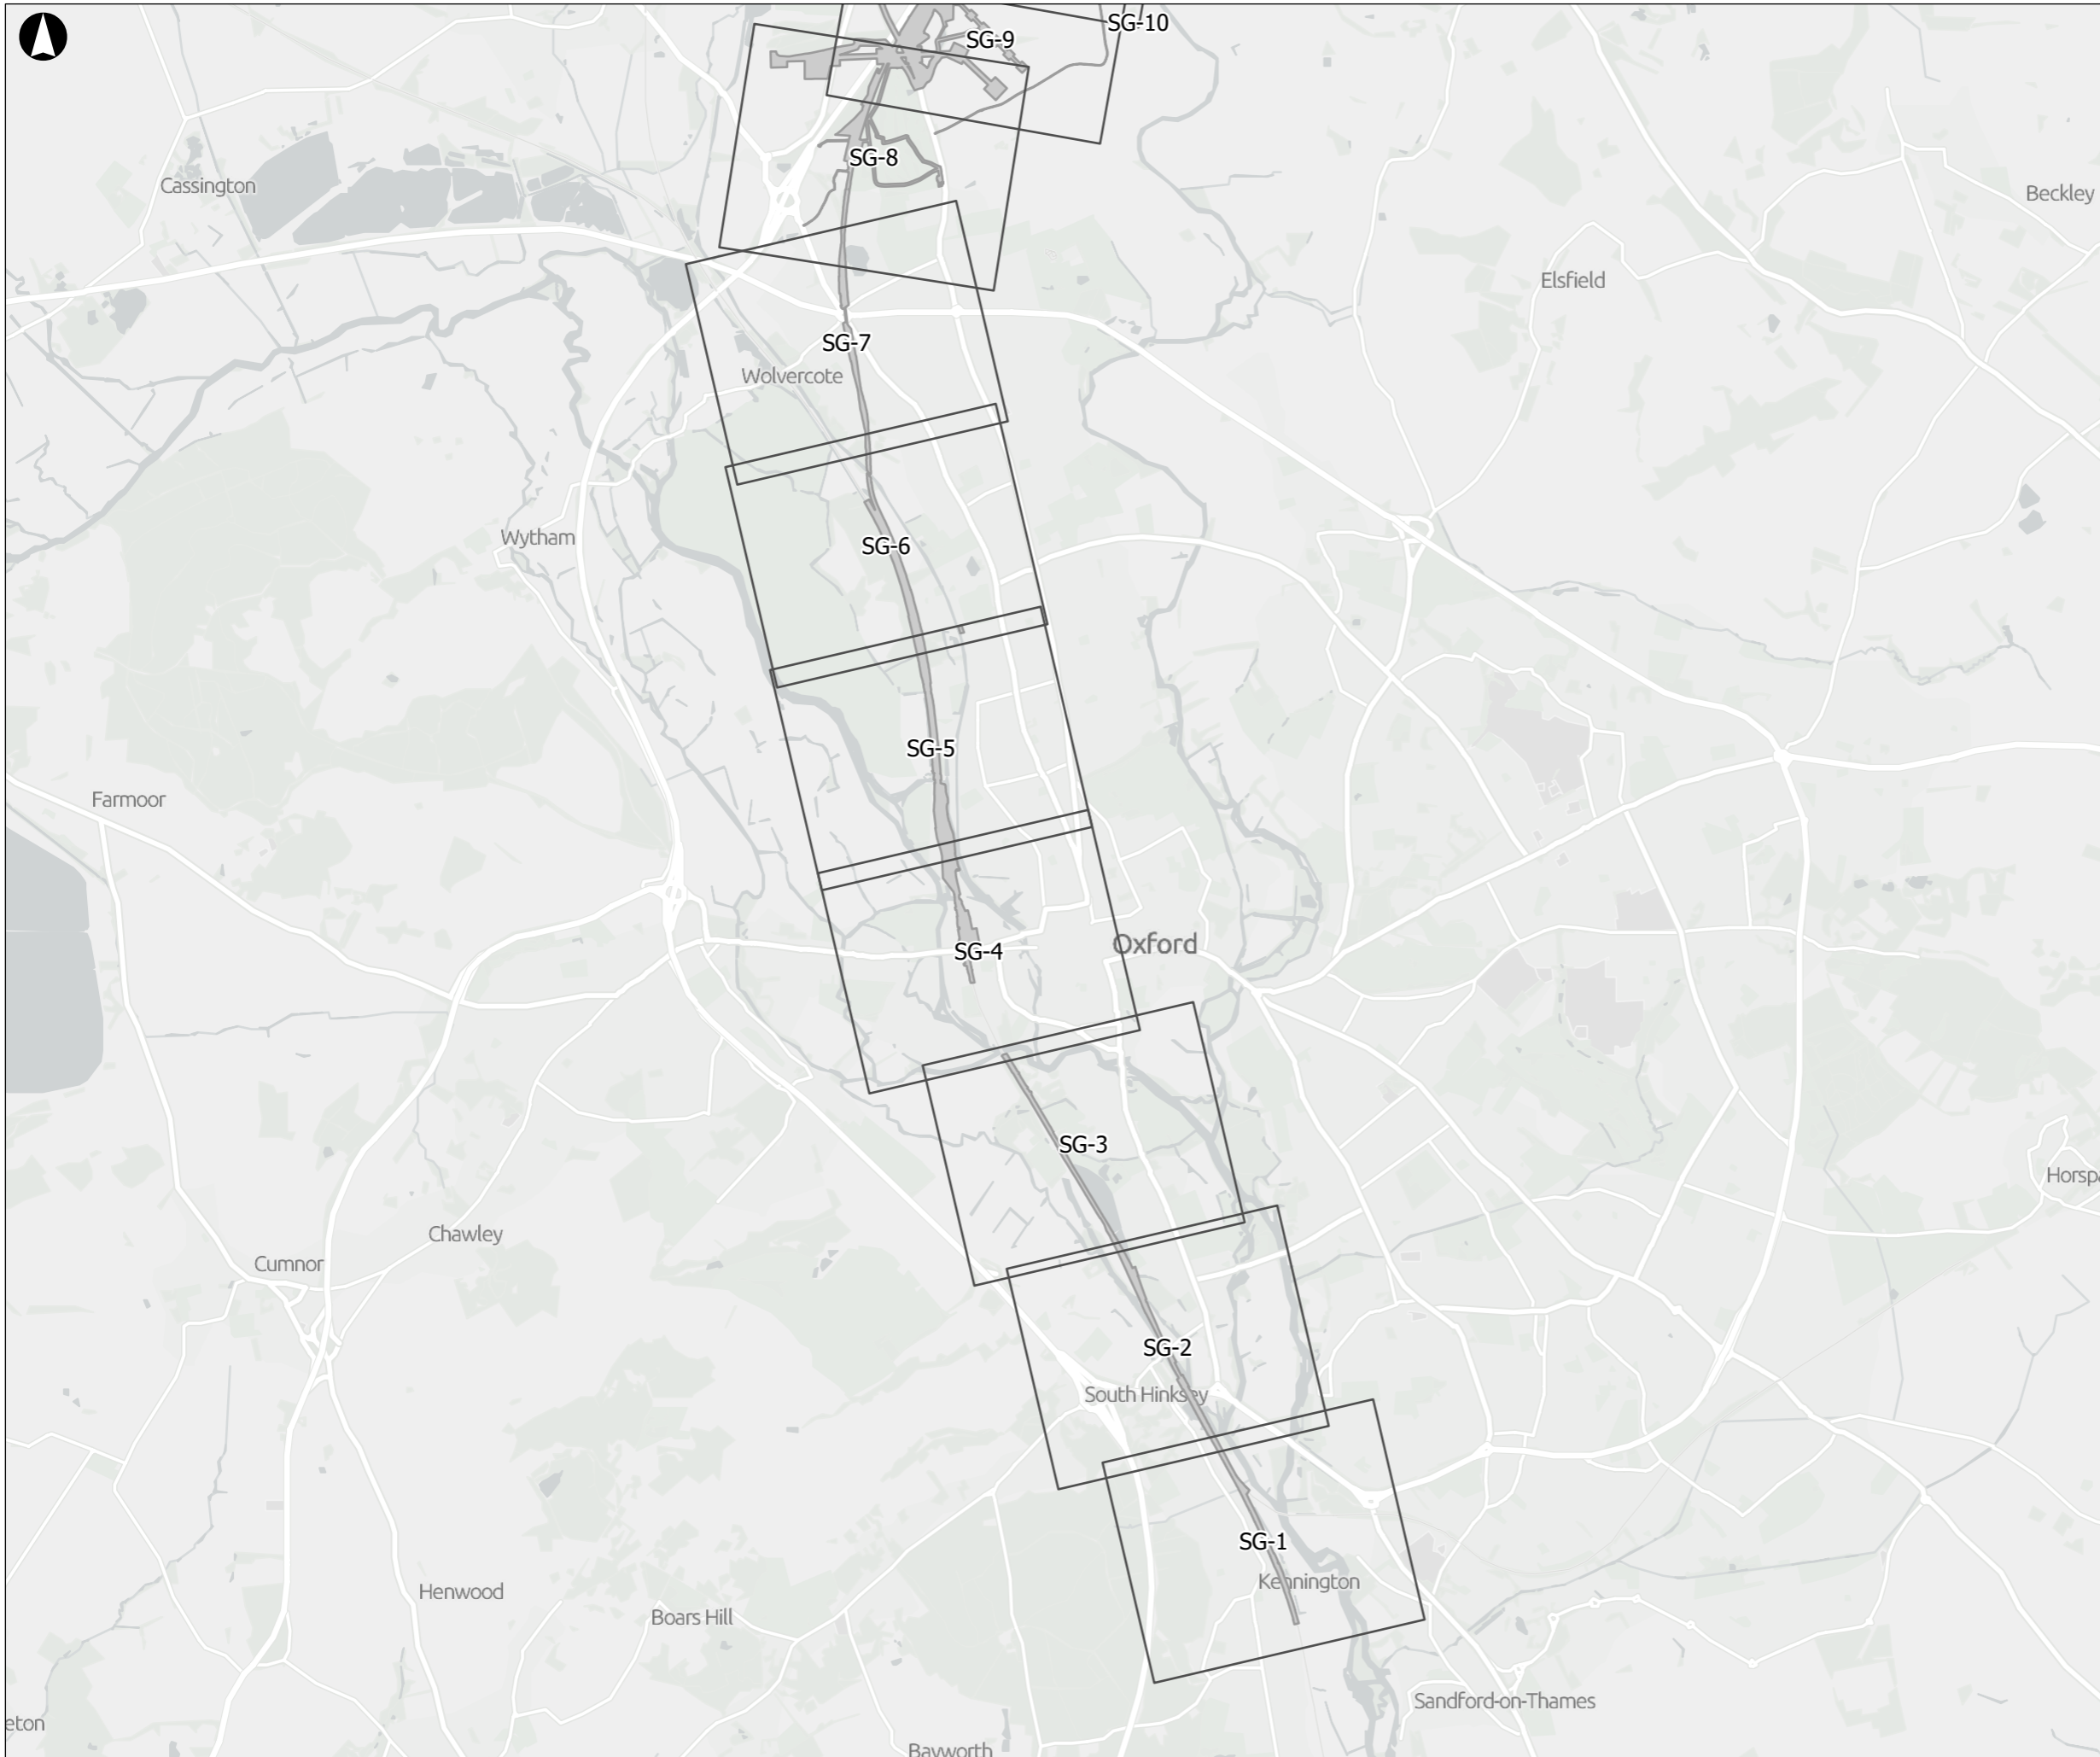 SG-10
SG-9
SG-8
Cassington
Beckley
Elsfield
SG-7
Wolvercote
Wytham
SG-6
SG-5
Farmoor
Oxford
SG-4
SG-3
Horsp
Chawley
Cumnor
SG-2
South Hinksey
SG-1
Kennington
Henwood
Boars Hill
Sandford-on-Thames
eton
Bayworth